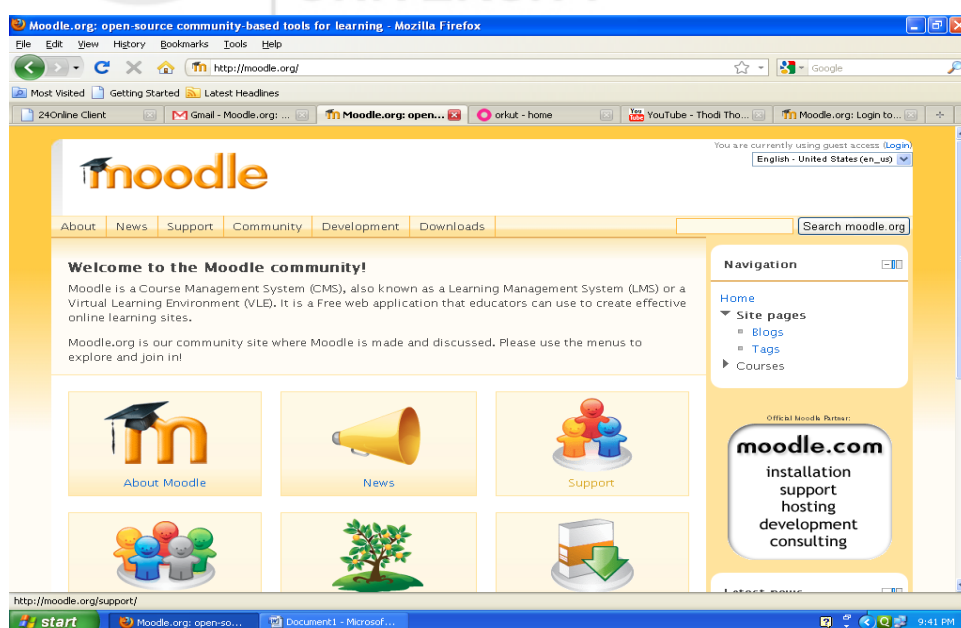 UNIVERSITY
Moodle.org: open-source community-based tools for learning - Mozilla Firefox
File Edit View History Bookmarks Tools Help
http://moodle.org/
Google
Most Visited Getting Started Latest Headlines
24Online Client
Gmail - Moodle.org: ...
Moodle.org: open...
orkut - home
You Tube
YouTube - Thodi Tho...
Moodle.org: Login to...
You are currently using guest access (Login)
English - United States (en_us)
moodle
About News Support Community Development Downloads
Search moodle.org
Welcome to the Moodle community!
Moodle is a Course Management System (CMS), also known as a Learning Management System (LMS) or a
Virtual Learning Environment (VLE). It is a Free web application that educators can use to create effective
online learning sites.
Moodle.org is our community site where Moodle is made and discussed. Please use the menus to
explore and join in!
m
About Moodle
News
Support
Navigation
Home
Site pages
Blogs
Tags
Courses
Official Moodle Partner:
moodle.com
installation
support
hosting
development
consulting
Latest news
http://moodle.org/support/
start
Moodle.org: open-so...
Document1 - Microsof...
9:41 PM